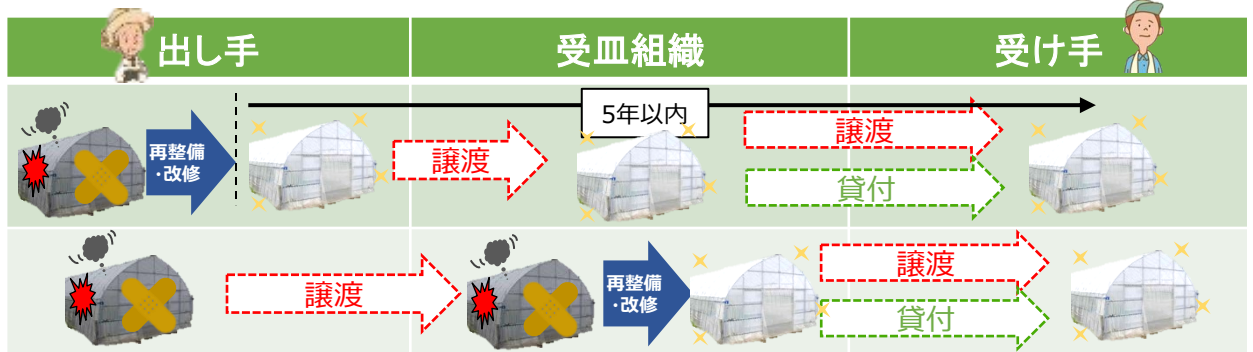 出し手
受皿組織
受け手
5年以内
再整備
・改修
譲渡
譲渡
貸付
譲渡
再整備
・改修
譲渡
貸付